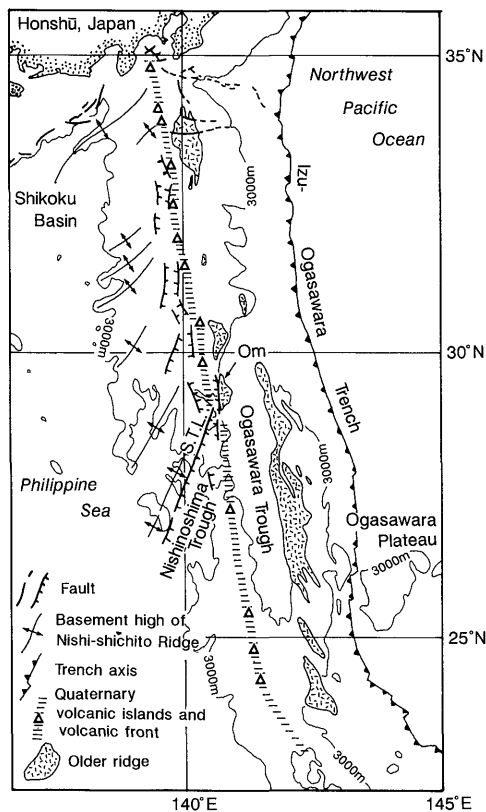 Honshū, Japan
35°N
Northwest
Pacific
Ocean
Izu-
3000m
Shikoku
Basin
Ogasawara
3000m
30°N
Om
Trench
S.T.L.
Ogasawara Trough
3000m
Philippine
Sea
Nishinoshima
Trough
Ogasawara
Plateau
3000m
Fault
Basement high of
Nishi-shichito Ridge
25°N
Trench axis
3000m
Quaternary
volcanic islands and
volcanic front
Older ridge
3000m
140°E
145°E